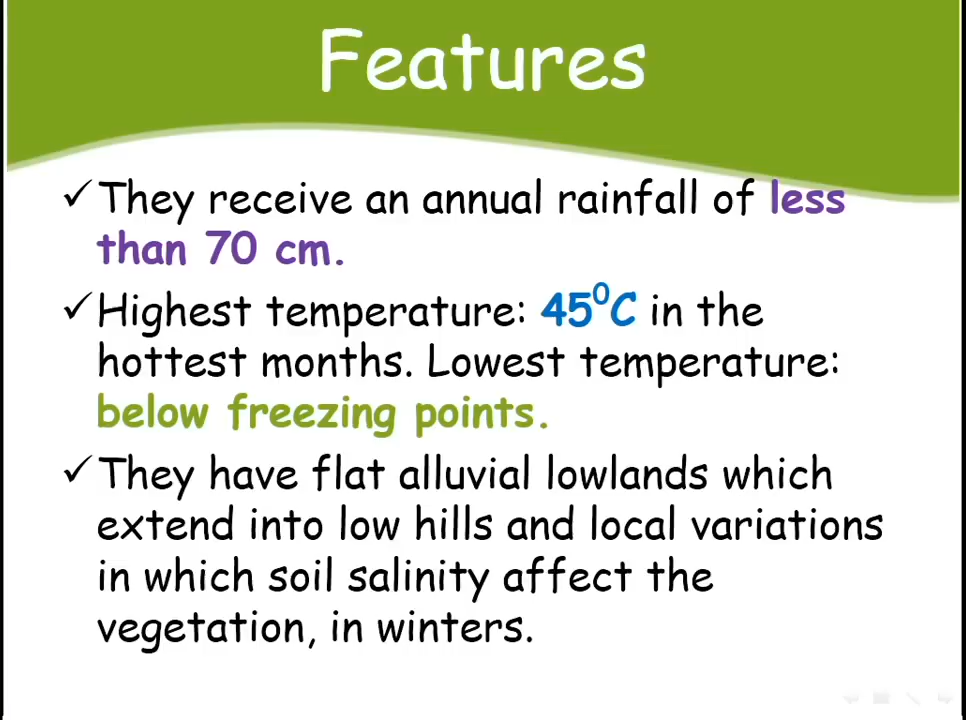 Features
✓They receive an annual rainfall of less
than 70 cm.
✓Highest temperature: 45⁰C in the
hottest months. Lowest temperature:
below freezing points.
✓They have flat alluvial lowlands which
extend into low hills and local variations
in which soil salinity affect the
vegetation, in winters.